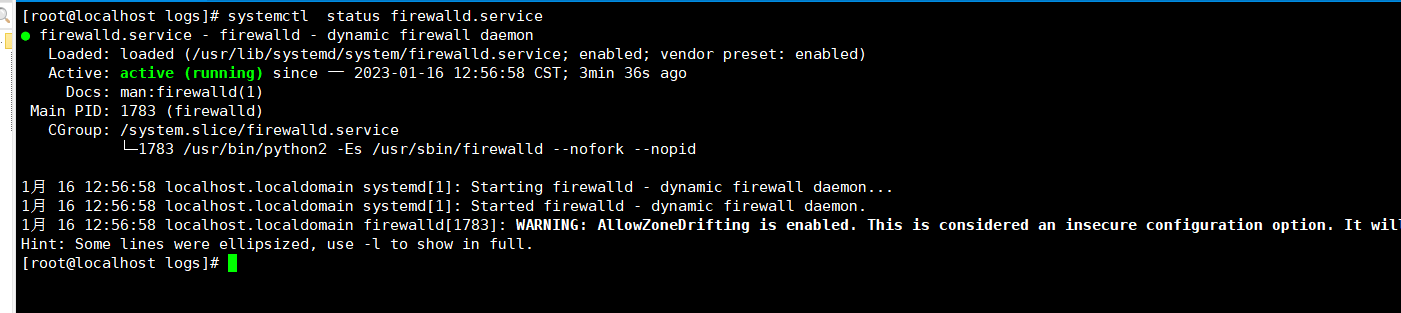 [root@localhost logs]# systemctl  status firewalld.service
● firewalld.service - firewalld - dynamic firewall daemon
   Loaded: loaded (/usr/lib/systemd/system/firewalld.service; enabled; vendor preset: enabled)
   Active: active (running) since 一 2023-01-16 12:56:58 CST; 3min 36s ago
     Docs: man:firewalld(1)
 Main PID: 1783 (firewalld)
   CGroup: /system.slice/firewalld.service
           └─1783 /usr/bin/python2 -Es /usr/sbin/firewalld --nofork --nopid
1月 16 12:56:58 localhost.localdomain systemd[1]: Starting firewalld - dynamic firewall daemon...
1月 16 12:56:58 localhost.localdomain systemd[1]: Started firewalld - dynamic firewall daemon.
1月 16 12:56:58 localhost.localdomain firewalld[1783]: WARNING: AllowZoneDrifting is enabled. This is considered an insecure configuration option. It wil
Hint: Some lines were ellipsized, use -l to show in full.
[root@localhost logs]#